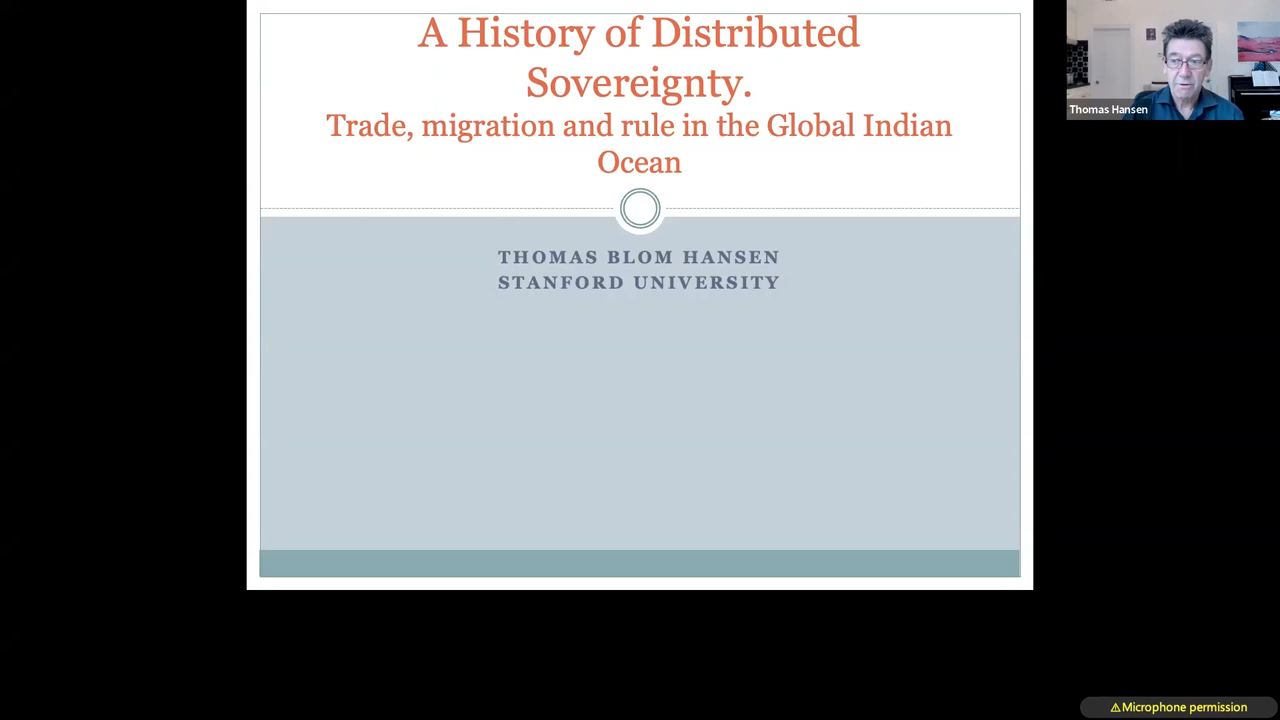 A History of Distributed
Sovereignty.
Trade, migration and rule in the Global Indian
Ocean
THOMAS BLOM HANSEN
STANFORD UNIVERSITY
Thomas Hansen
⚠Microphone permission